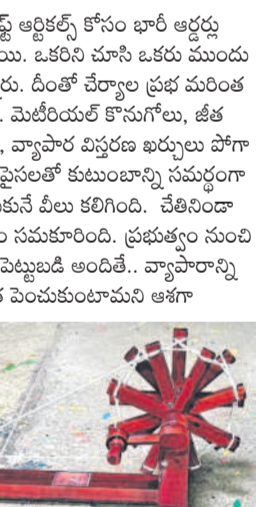 ఫ్ట్ ఆర్టికల్స్ కోసం భారీ ఆర్డర్లు
యి. ఒకరిని చూసి ఒకరు ముందు
రు. దీంతో చేర్యాల ప్రభ మరింత
. మెటీరియల్ కొనుగోలు, జీత
, వ్యాపార విస్తరణ ఖర్చులు పోగా
పైసలతో కుటుంబాన్ని సమర్థంగా
కునే వీలు కలిగింది. చేతినిండా
సమకూరింది. ప్రభుత్వం నుంచి
పెట్టుబడి అందితే.. వ్యాపారాన్ని
పెంచుకుంటామని ఆశగా